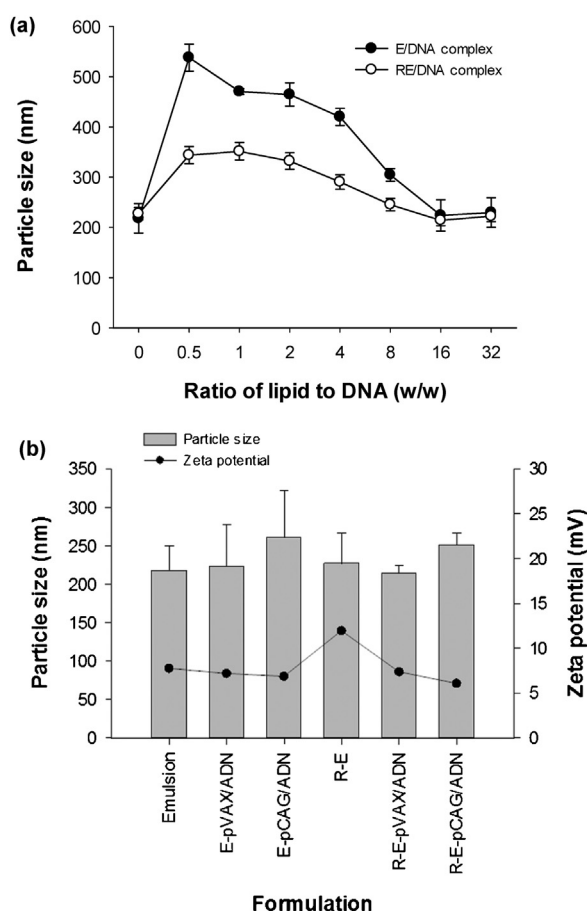 (a)
600
500
400
300
200
100
0
Particle size (nm)
E/DNA complex
RE/DNA complex
0 0.5 1 2 4 8 16 32
Ratio of lipid to DNA (w/w)
(b)
Particle size
Zeta potential
350
300
250
200
150
100
50
0
Particle size (nm)
30
25
20
15
10
5
0
Zeta potential (mV)
Emulsion
E-pVAX/ADN
E-pCAG/ADN
R-E
R-E-pVAX/ADN
R-E-pCAG/ADN
Formulation